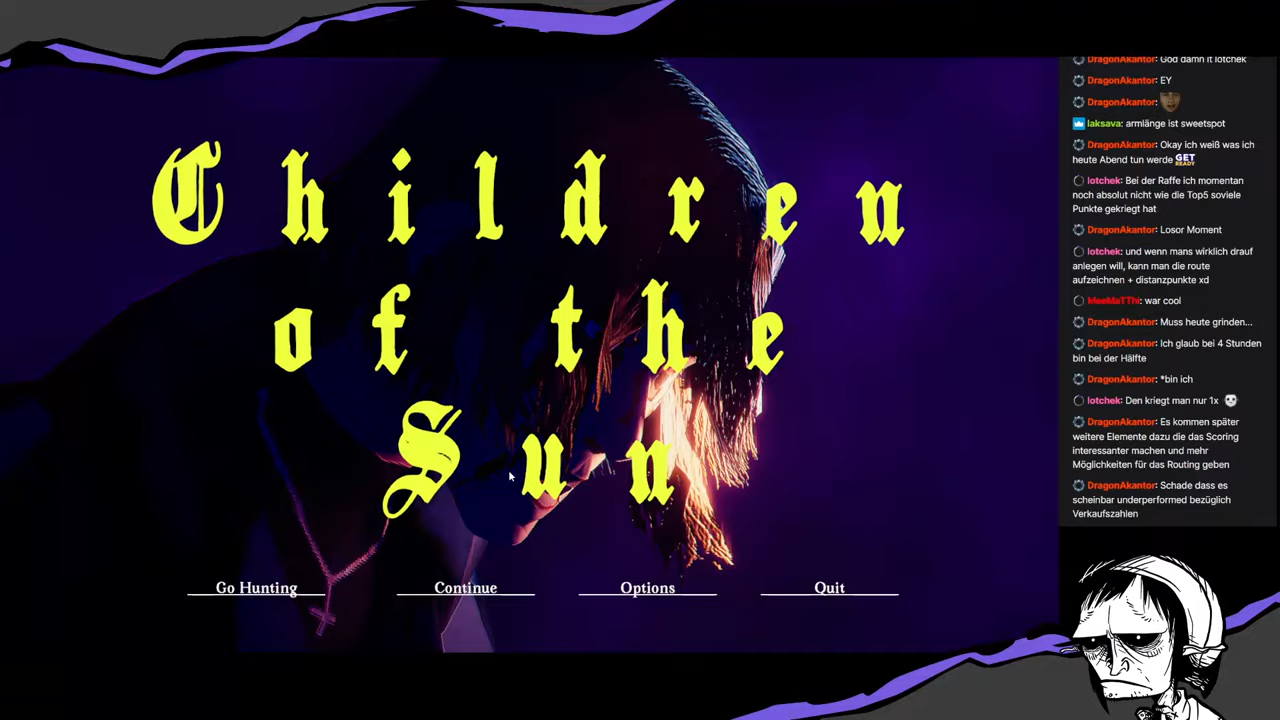 Children
of the
Sun
Go Hunting
Continue
Options
Quit
DragonAkantor: God damn it lotchek
DragonAkantor: EY
DragonAkantor:
laksava: armlänge ist sweetspot
DragonAkantor: Okay ich weiß was ich
heute Abend tun werde GET READY
lotchek: Bei der Raffe ich momentan
noch absolut nicht wie die Top5 soviele
Punkte gekriegt hat
DragonAkantor: Losor Moment
lotchek: und wenn mans wirklich drauf
anlegen will, kann man die route
aufzeichnen + distanzpunkte xd
MeeMaTThi: war cool
DragonAkantor: Muss heute grinden...
DragonAkantor: Ich glaub bei 4 Stunden
bin bei der Hälfte
DragonAkantor: *bin ich
lotchek: Den kriegt man nur 1x
DragonAkantor: Es kommen später
weitere Elemente dazu die das Scoring
interessanter machen und mehr
Möglichkeiten für das Routing geben
DragonAkantor: Schade dass es
scheinbar underperformed bezüglich
Verkaufszahlen